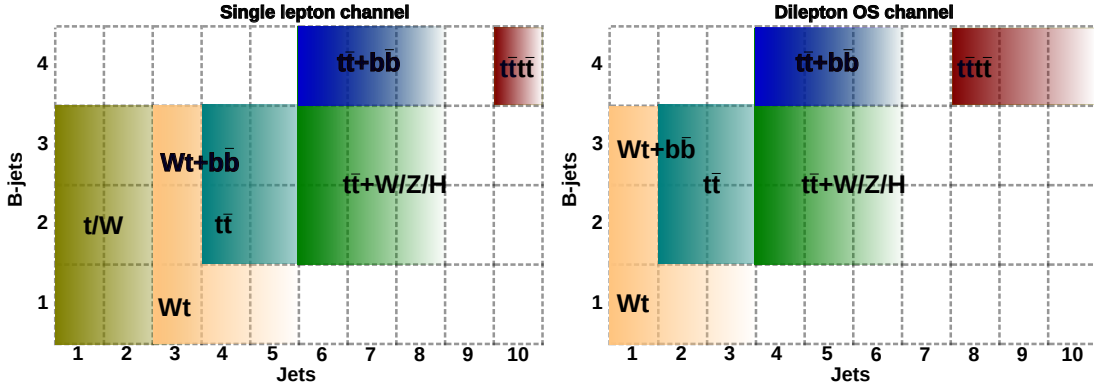 Single lepton channel
B-jets
4
3
2
1
tt̄+bb̄
tt̄tt̄
Wt+bb̄
tt̄+W/Z/H
t/W
tt̄
Wt
1 2 3 4 5 6 7 8 9 10
Jets
Dilepton OS channel
B-jets
4
3
2
1
tt̄+bb̄
tt̄tt̄
Wt+bb̄
tt̄
tt̄+W/Z/H
Wt
1 2 3 4 5 6 7 8 9 10
Jets